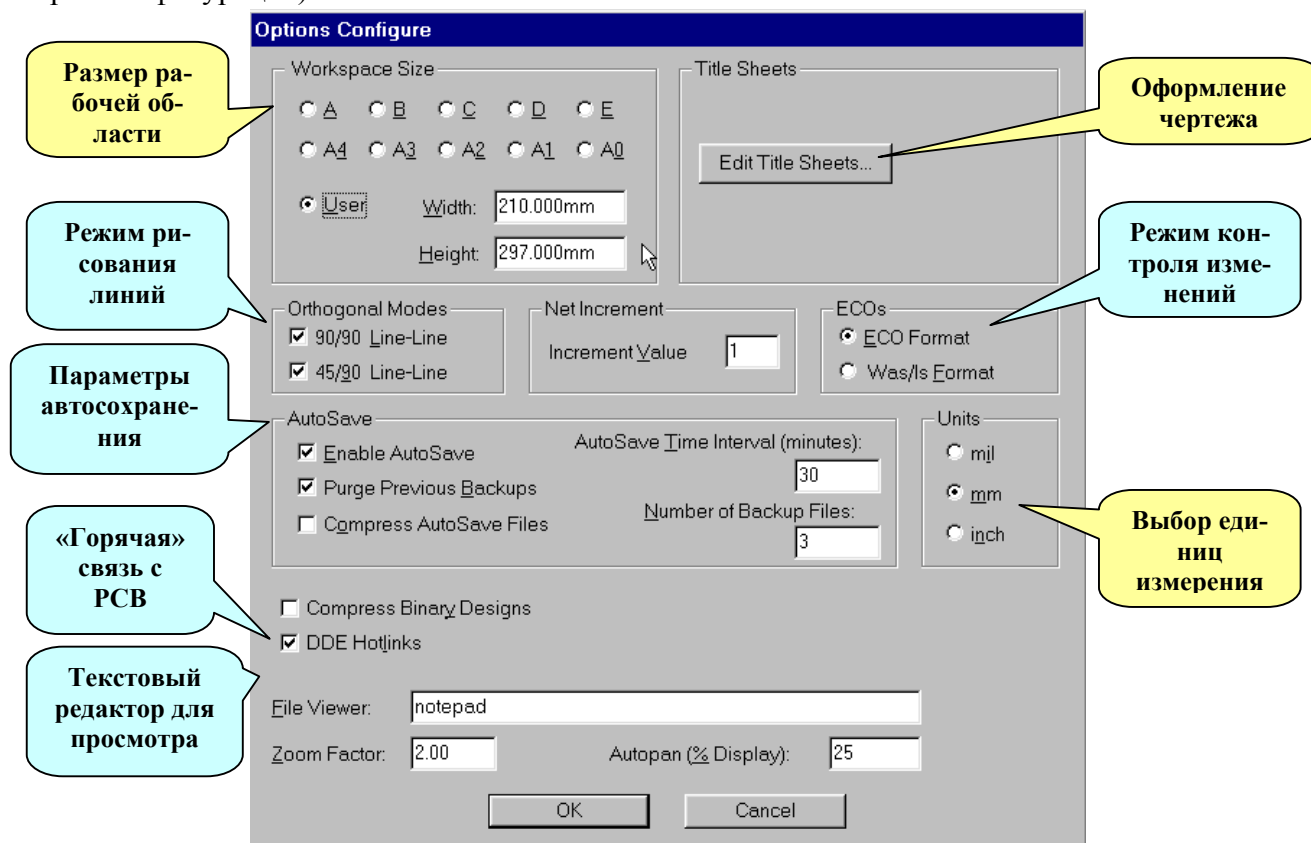 Options Configure
Размер ра-
бочей об-
ласти
Workspace Size
A B C D E
A4 A3 A2 A1 A0
User Width: 210.000mm
Height: 297.000mm
Title Sheets
Edit Title Sheets...
Оформление
чертежа
Режим ри-
сования
линий
Orthogonal Modes
90/90 Line-Line
45/90 Line-Line
Net Increment
Increment Value 1
ECOs
ECO Format
Was/Is Format
Режим кон-
троля изме-
нений
Параметры
автосохране-
ния
AutoSave
Enable AutoSave
Purge Previous Backups
Compress AutoSave Files
AutoSave Time Interval (minutes):
30
Number of Backup Files:
3
Units
mil
mm
inch
Выбор еди-
ниц
измерения
«Горячая»
связь с
PCB
Compress Binary Designs
DDE Hotlinks
Текстовый
редактор для
просмотра
File Viewer: notepad
Zoom Factor: 2.00 Autopan (% Display): 25
OK Cancel